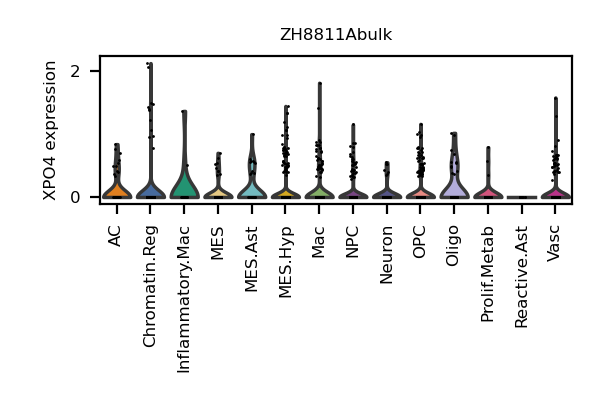 ZH8811Abulk
XPO4 expression
2
0
AC
Chromatin.Reg
Inflammatory.Mac
MES
MES.Ast
MES.Hyp
Mac
NPC
Neuron
OPC
Oligo
Prolif.Metab
Reactive.Ast
Vasc